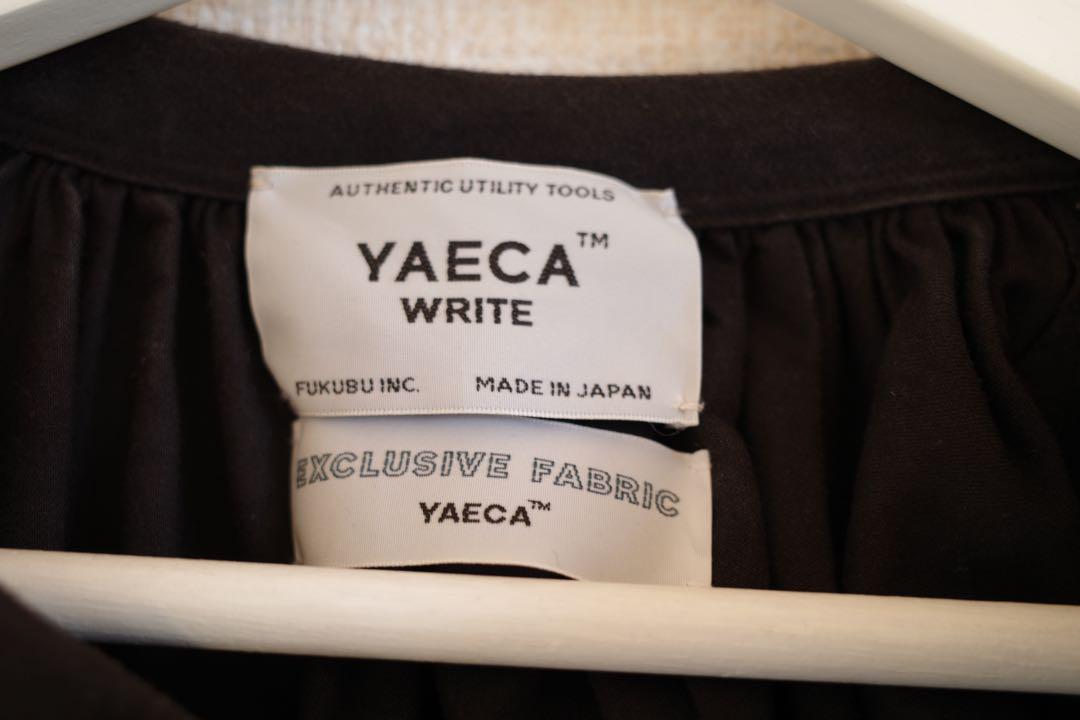 AUTHENTIC UTILITY TOOLS
YAECA™
WRITE
FUKUBU INC. MADE IN JAPAN
EXCLUSIVE FABRIC
YAECA™